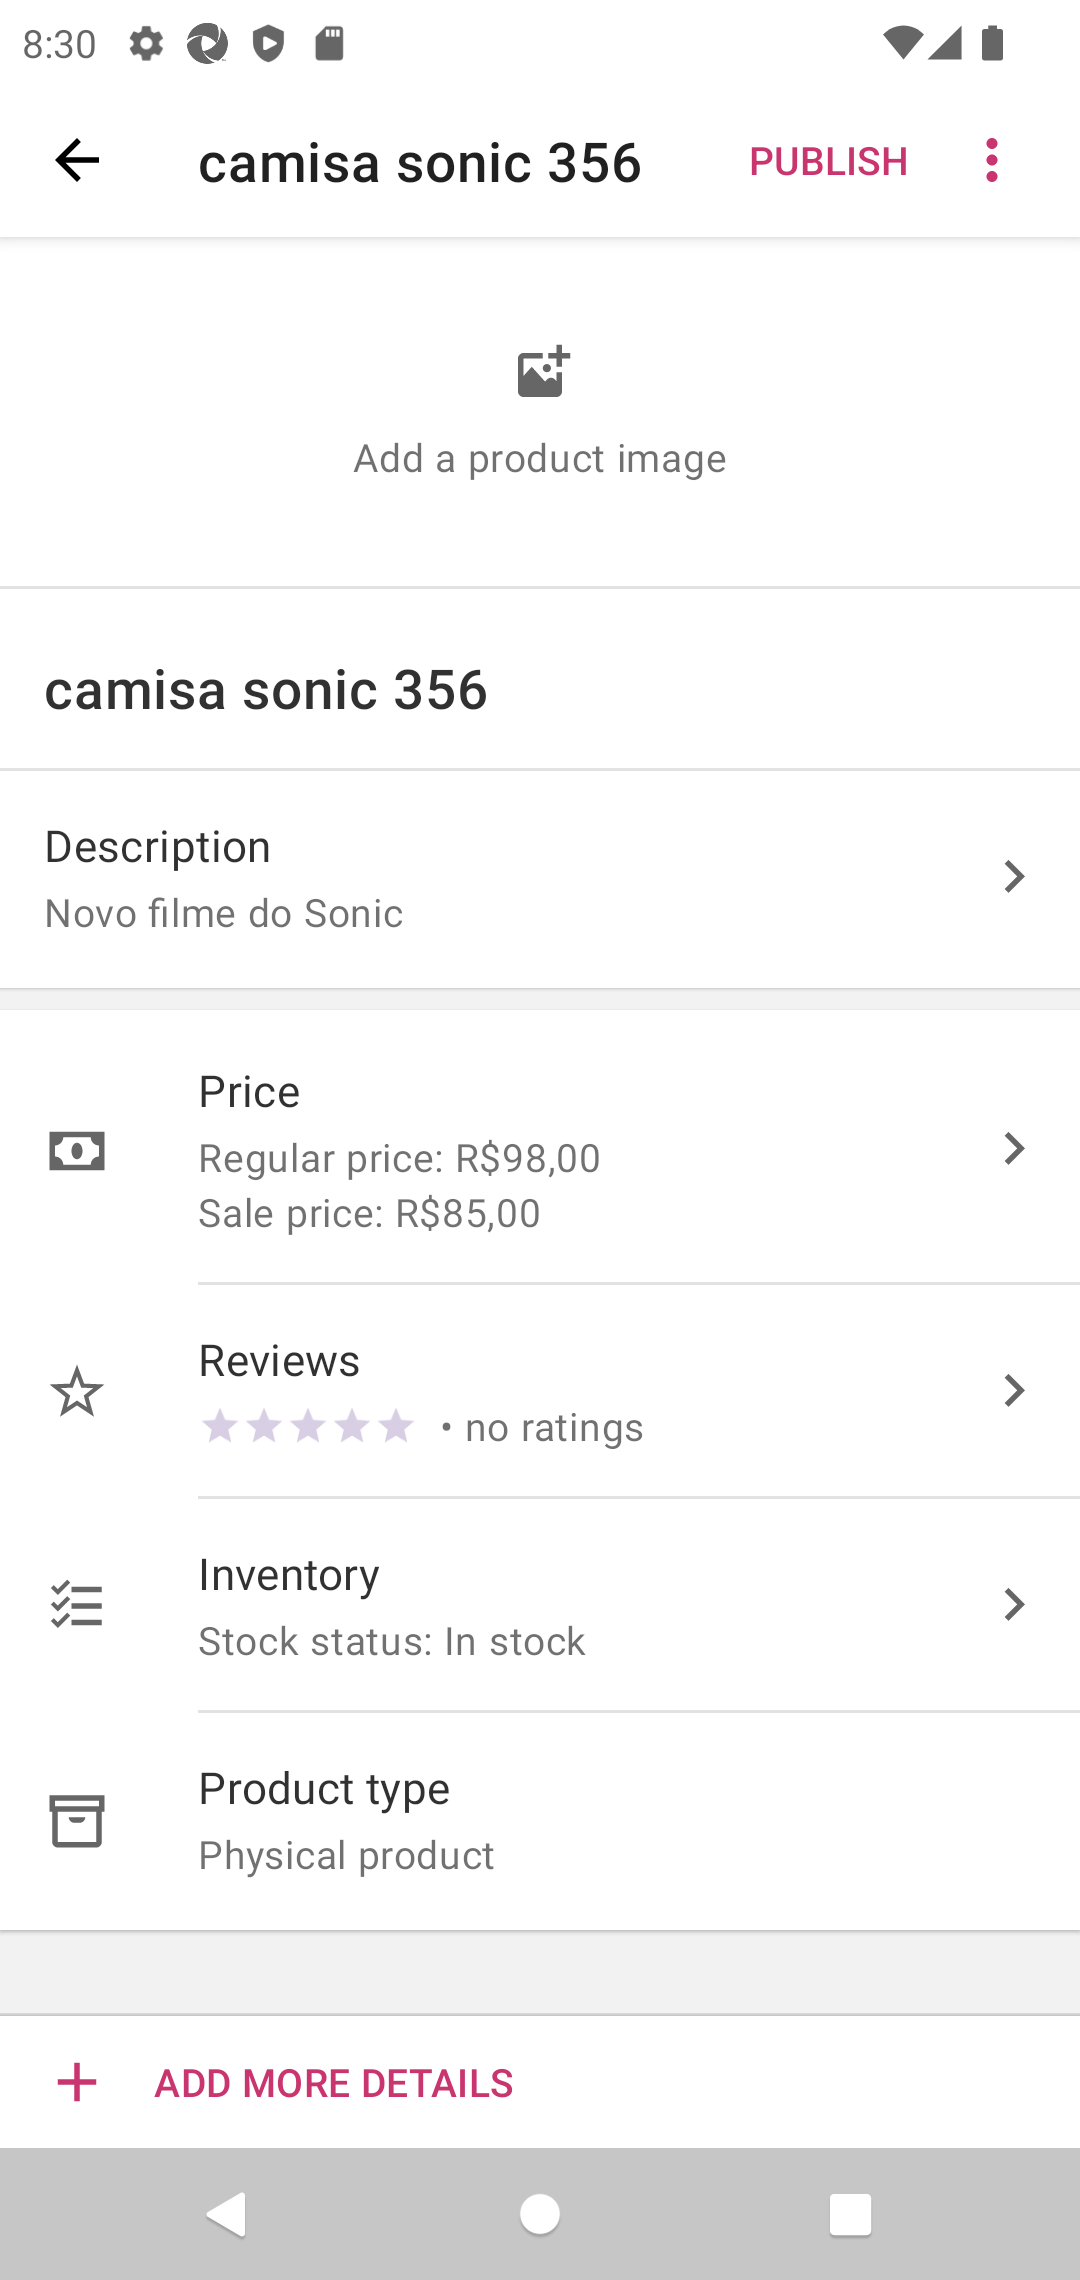 8:30
camisa sonic 356
PUBLISH
Add a product image
camisa sonic 356
Description
Novo filme do Sonic
Price
Regular price: R$98,00
Sale price: R$85,00
Reviews
• no ratings
Inventory
Stock status: In stock
Product type
Physical product
ADD MORE DETAILS